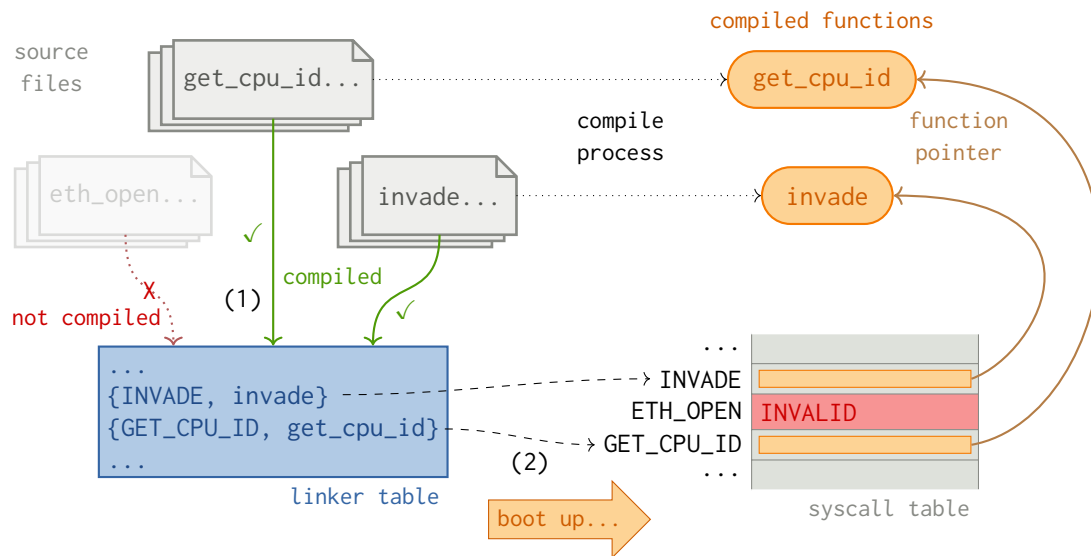 compiled functions
source
files
get_cpu_id...
get_cpu_id
compile
process
function
pointer
eth_open...
invade...
invade
✓
compiled
(1)
X
✓
not compiled
...
{INVADE, invade}
{GET_CPU_ID, get_cpu_id}
...
linker table
(2)
...
INVADE
ETH_OPEN INVALID
GET_CPU_ID
...
syscall table
boot up...